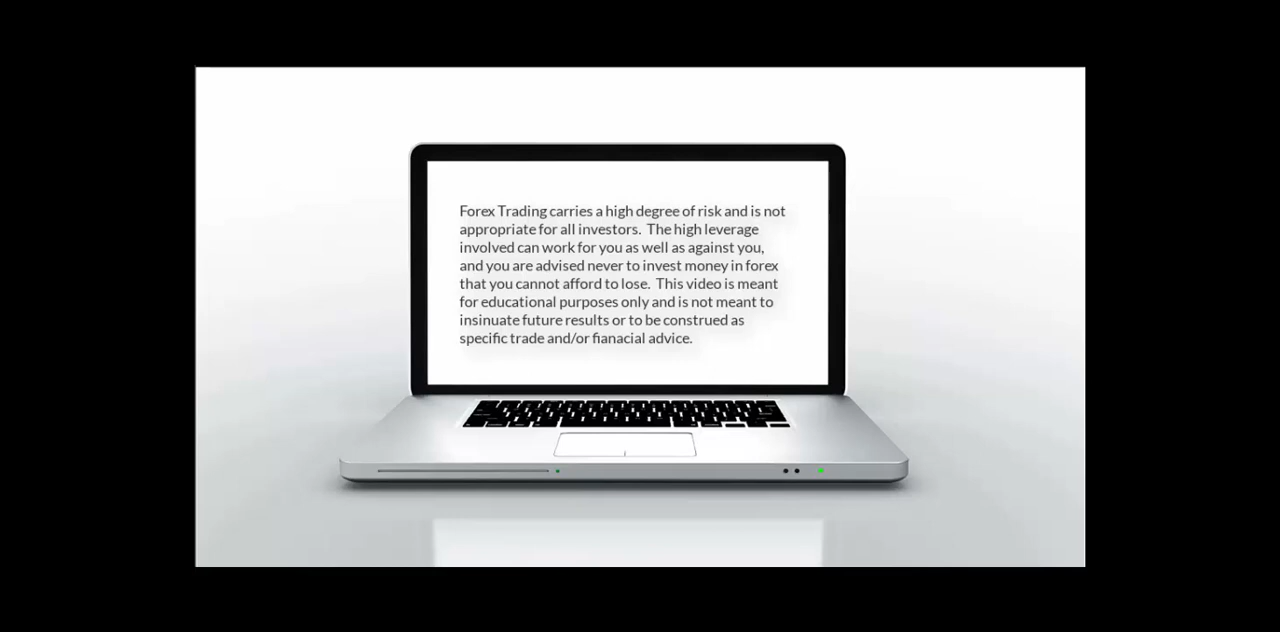 Forex Trading carries a high degree of risk and is not
appropriate for all investors.  The high leverage
involved can work for you as well as against you,
and you are advised never to invest money in forex
that you cannot afford to lose.  This video is meant
for educational purposes only and is not meant to
insinuate future results or to be construed as
specific trade and/or fianacial advice.